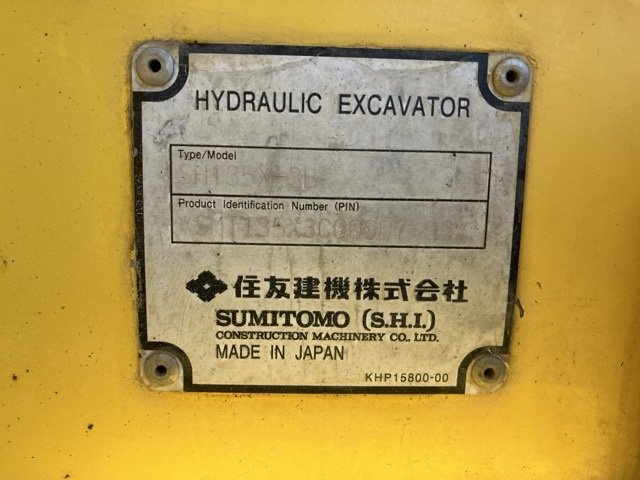 HYDRAULIC EXCAVATOR
Type/Model
Product Identification Number (PIN)
住友建機株式会社
SUMITOMO (S.H.I.)
CONSTRUCTION MACHINERY CO., LTD.
MADE IN JAPAN
KHP15800-00